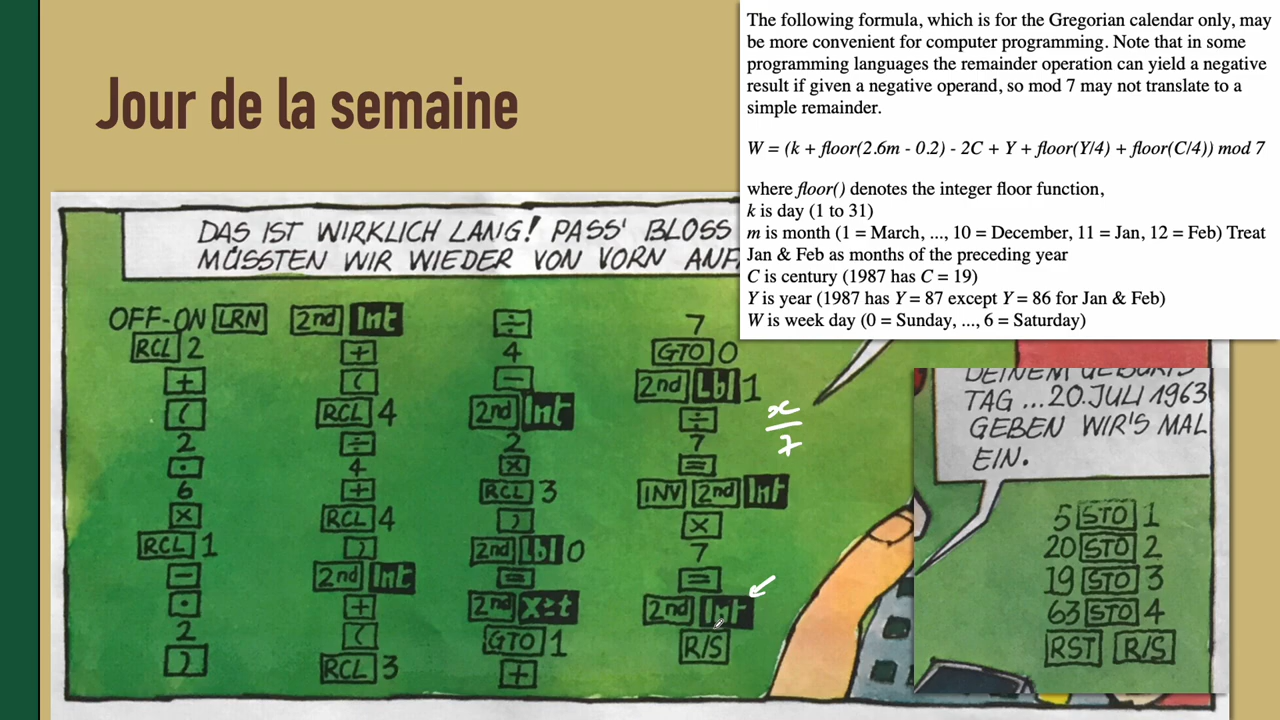 Jour de la semaine
The following formula, which is for the Gregorian calendar only, may
be more convenient for computer programming. Note that in some
programming languages the remainder operation can yield a negative
result if given a negative operand, so mod 7 may not translate to a
simple remainder.
W = (k + floor(2.6m - 0.2) - 2C + Y + floor(Y/4) + floor(C/4)) mod 7
where floor() denotes the integer floor function,
k is day (1 to 31)
m is month (1 = March, ..., 10 = December, 11 = Jan, 12 = Feb) Treat
Jan & Feb as months of the preceding year
C is century (1987 has C = 19)
Y is year (1987 has Y = 87 except Y = 86 for Jan & Feb)
W is week day (0 = Sunday, ..., 6 = Saturday)
DAS IST WIRKLICH LANG! PASS' BLOSS
MÜSSTEN WIR WIEDER VON VORN
OFF-ON LRN
RCL 2
+
(
2
.
6
x
RCL 1
-
.
2
)
2nd Int
+
(
RCL 4
÷
4
+
RCL 4
)
2nd Int
+
(
RCL 3
÷
4
-
2nd Int
2
x
RCL 3
)
2nd Lbl 0
=
2nd x≥t
GTO 1
+
7
GTO 0
2nd Lbl 1
÷
7
=
INV 2nd Int
x
7
=
2nd Int
R/S
x
7
DEINEM GEBURTS
TAG ... 20. JULI 1963
GEBEN WIR'S MAL
EIN.
5 STO 1
20 STO 2
19 STO 3
63 STO 4
RST R/S